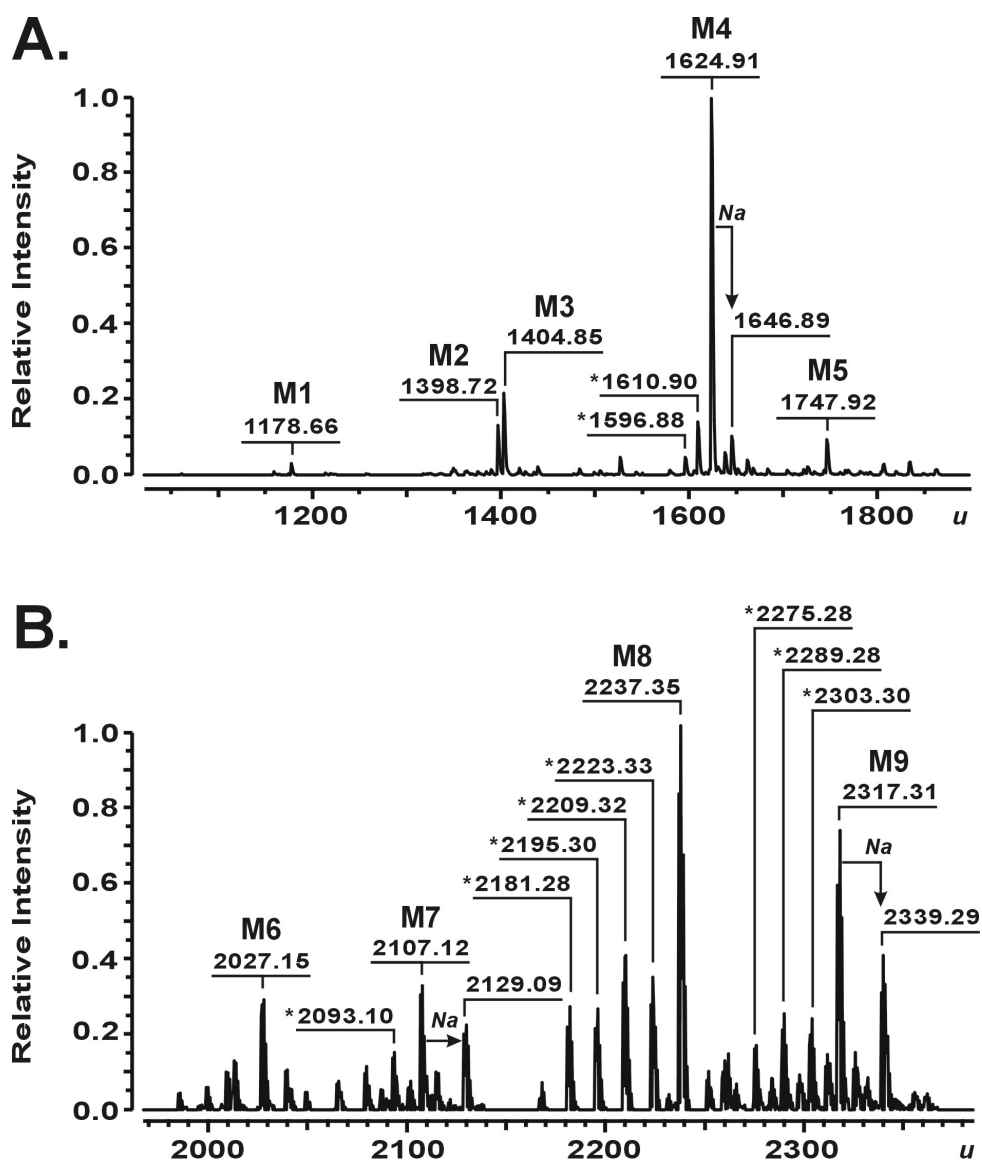 A.
M4
1624.91
1.0
0.8
Na
0.6
M3
0.4
1404.85
1646.89
M2
M5
1398.72
*1610.90
M1
1747.92
0.2
1178.66
*1596.88
0.0
Relative Intensity
1200
1400
1600
1800
u
B.
*2275.28
M8
*2289.28
2237.35
*2303.30
1.0
*2223.33
M9
0.8
2317.31
*2209.32
Na
*2195.30
0.6
*2181.28
M6
M7
2339.29
2027.15
2107.12
0.4
2129.09
*2093.10
Na
0.2
0.0
Relative Intensity
2000
2100
2200
2300
u